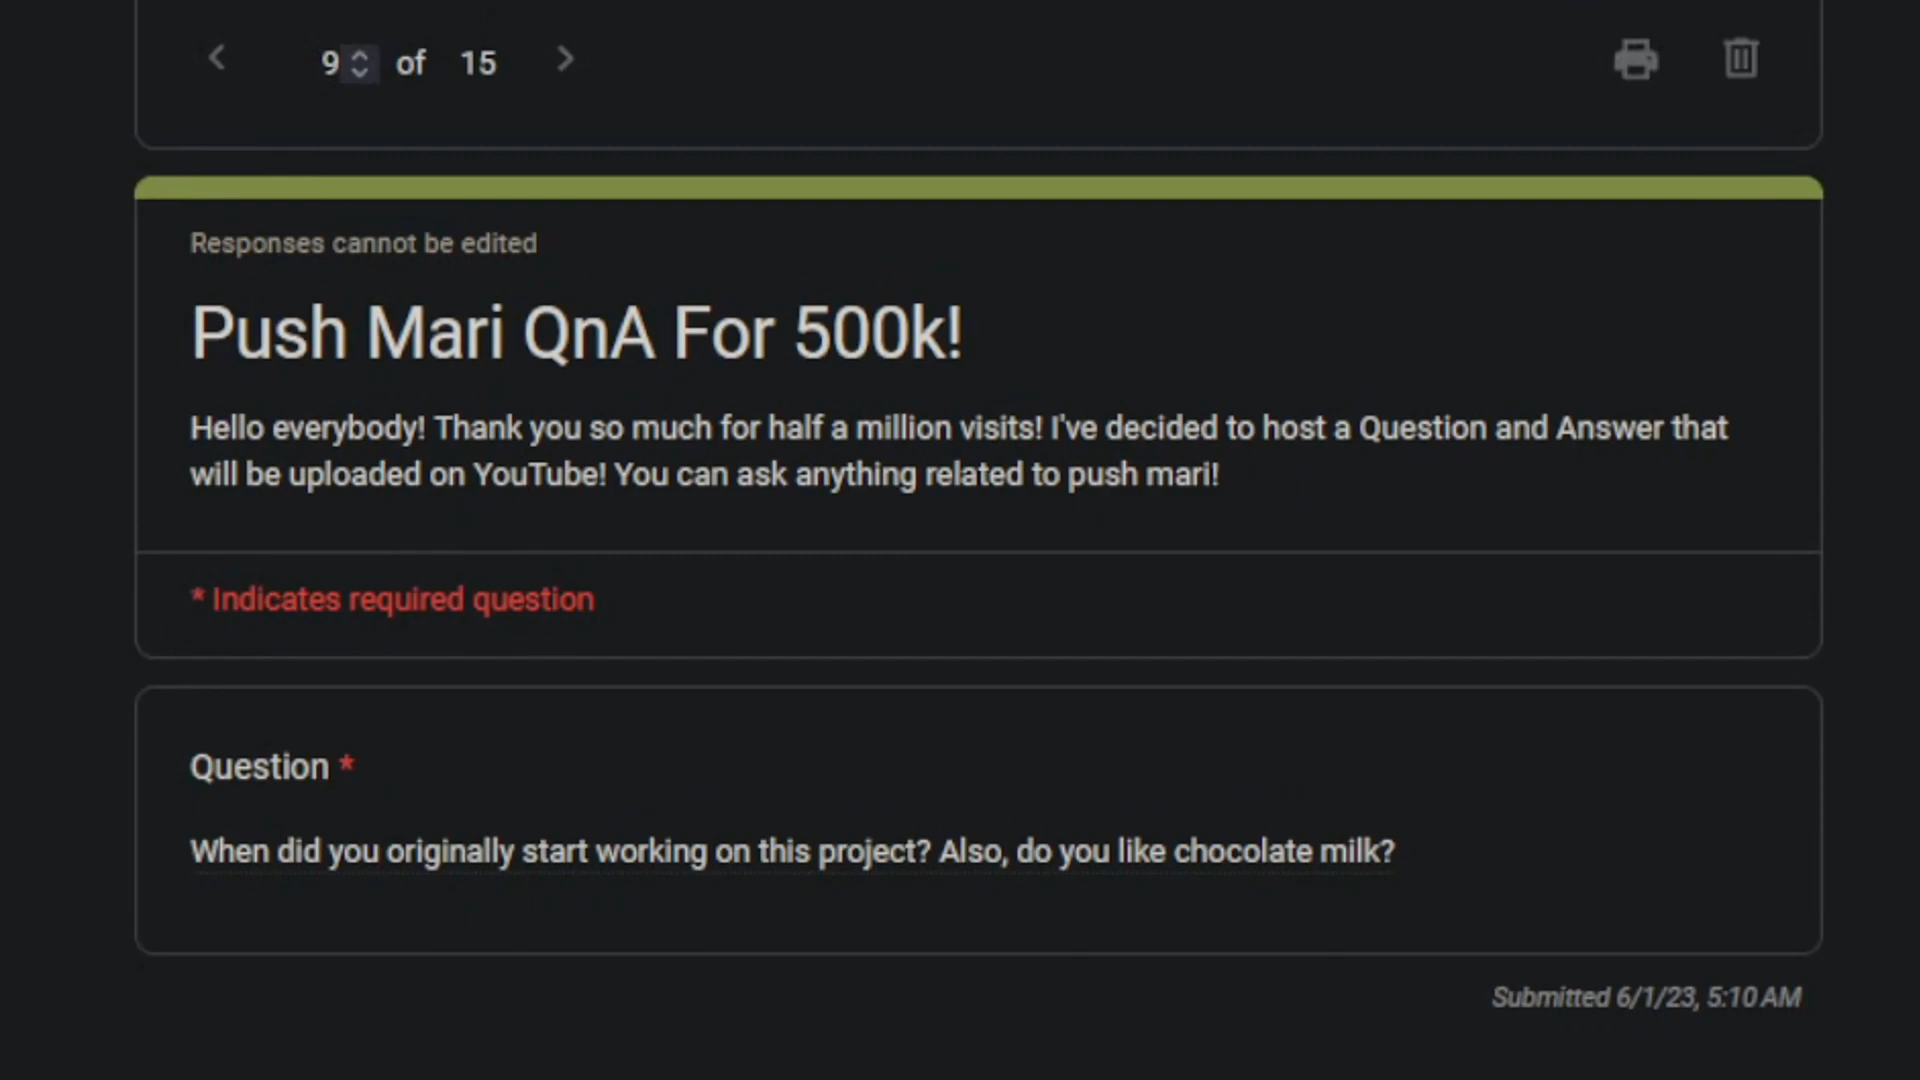 9 of 15
Responses cannot be edited
Push Mari QnA For 500k!
Hello everybody! Thank you so much for half a million visits! I've decided to host a Question and Answer that
will be uploaded on YouTube! You can ask anything related to push mari!
* Indicates required question
Question *
When did you originally start working on this project? Also, do you like chocolate milk?
Submitted 6/1/23, 5:10 AM